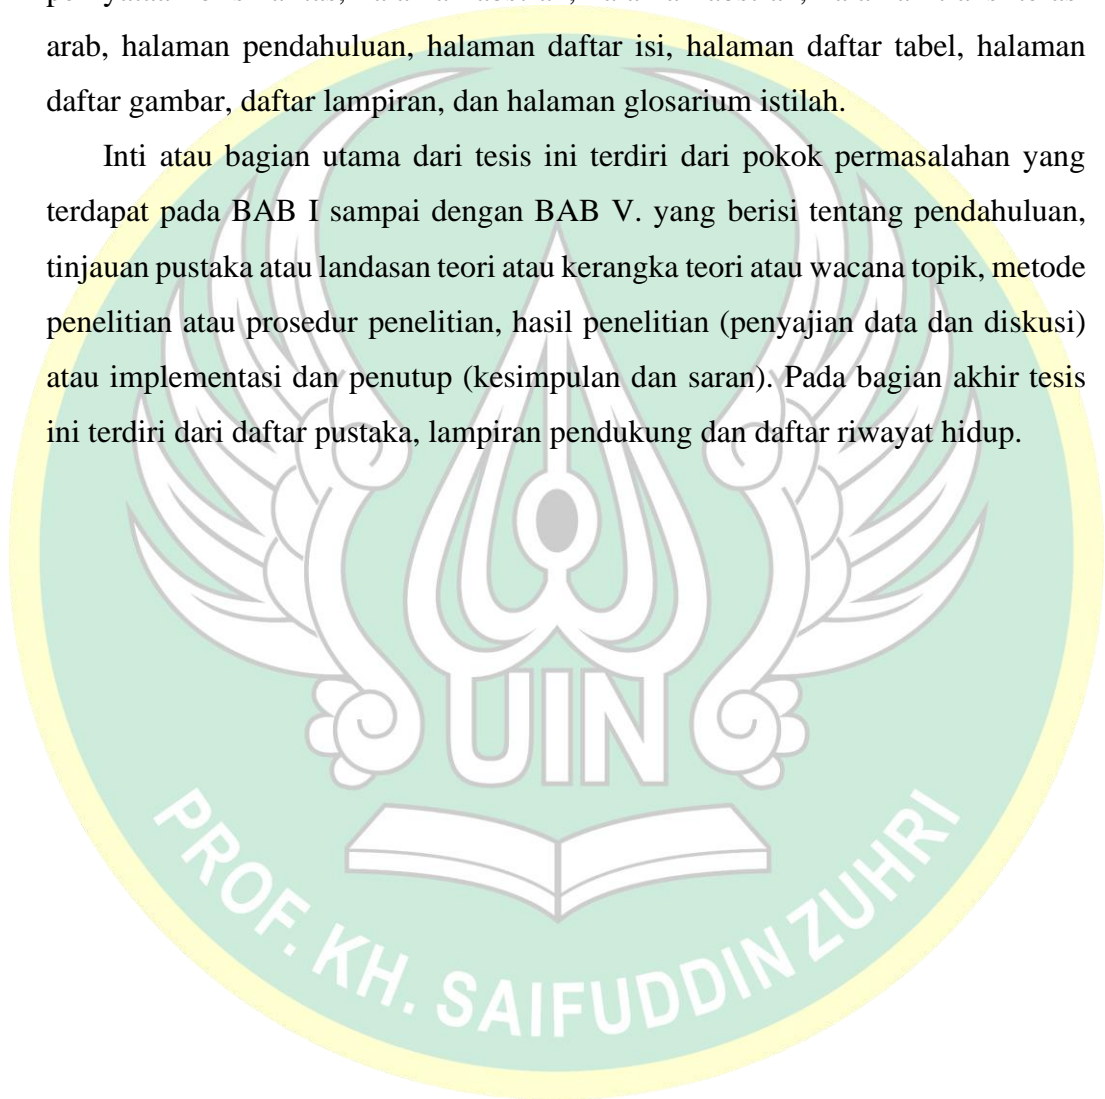 arab, halaman pendahuluan, halaman daftar isi, halaman daftar tabel, halaman
daftar gambar, daftar lampiran, dan halaman glosarium istilah.
Inti atau bagian utama dari tesis ini terdiri dari pokok permasalahan yang
terdapat pada BAB I sampai dengan BAB V. yang berisi tentang pendahuluan,
tinjauan pustaka atau landasan teori atau kerangka teori atau wacana topik, metode
penelitian atau prosedur penelitian, hasil penelitian (penyajian data dan diskusi)
atau implementasi dan penutup (kesimpulan dan saran). Pada bagian akhir tesis
ini terdiri dari daftar pustaka, lampiran pendukung dan daftar riwayat hidup.
UIN
PROF. KH. SAIFUDDIN ZUHRI